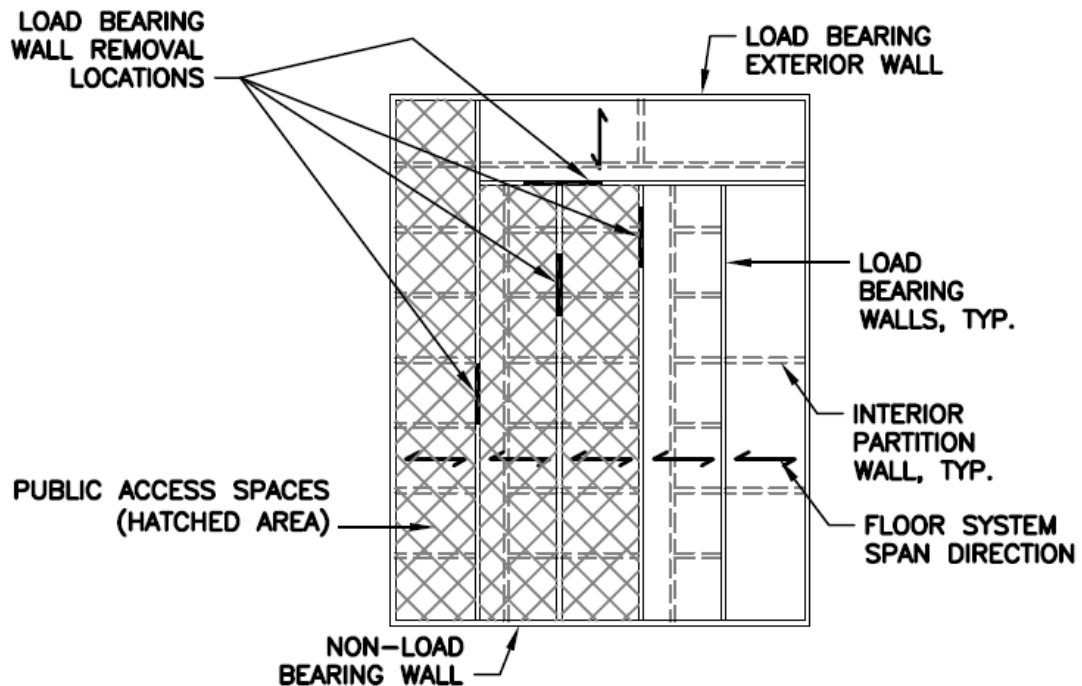 LOAD BEARING
WALL REMOVAL
LOCATIONS
LOAD BEARING
EXTERIOR WALL
LOAD
BEARING
WALLS, TYP.
INTERIOR
PARTITION
WALL, TYP.
PUBLIC ACCESS SPACES
(HATCHED AREA)
FLOOR SYSTEM
SPAN DIRECTION
NON-LOAD
BEARING WALL